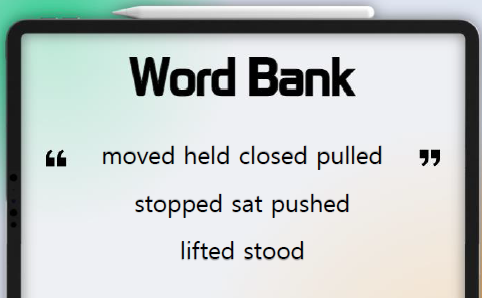 Word Bank
“ moved held closed pulled ”
stopped sat pushed
lifted stood